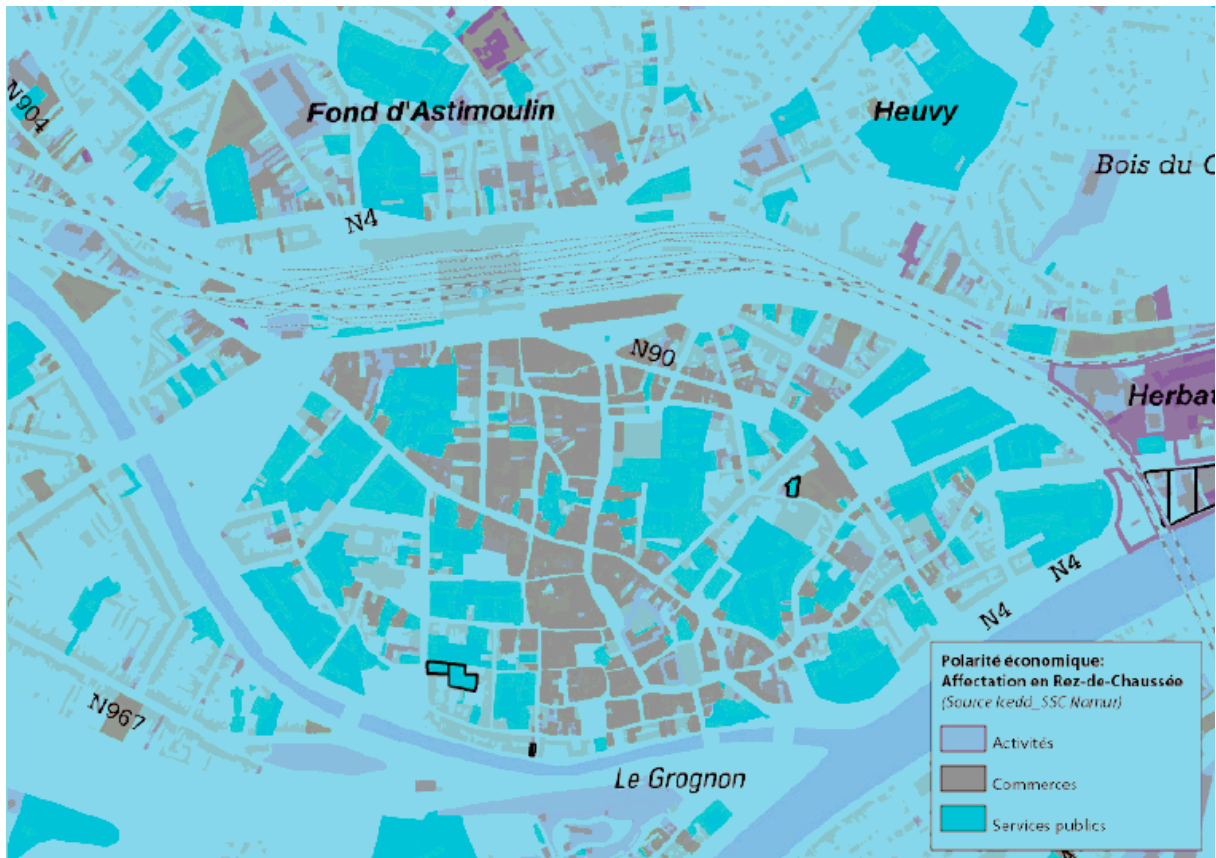 N904
Fond d'Astimoulin
Heuvy
Bois du C
N4
N90
Herbat
N4
N4
N967
Le Grognon
Polarité économique:
Affectation en Rez-de-Chaussée
(Source Icedd_SSC Namur)
Activités
Commerces
Services publics